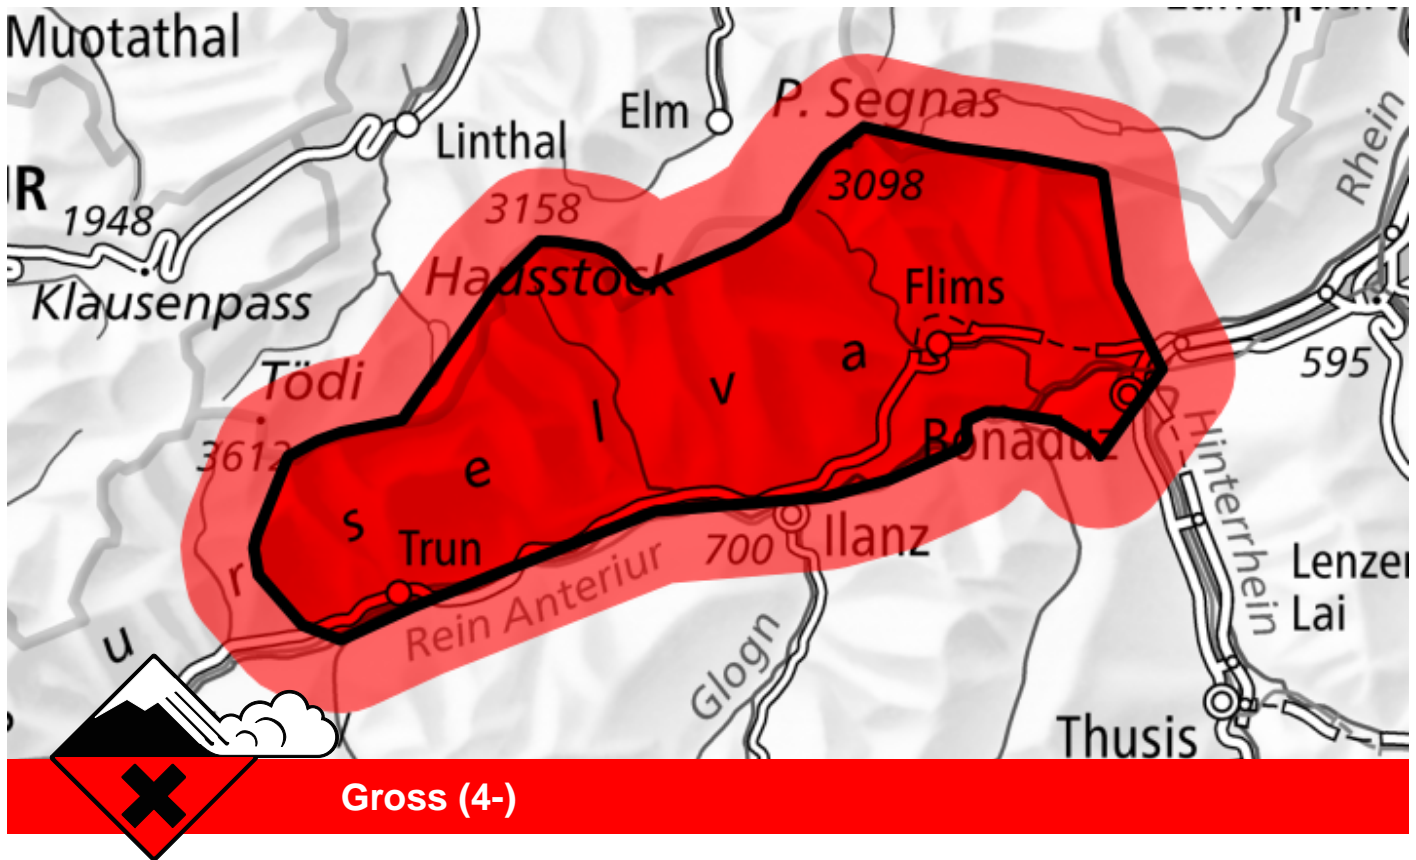 Muotathal
P. Segnas
Elm
Linthal
Rhein
UR
1948
3158
3098
Klausenpass
Hausstock
Flims
Tödi
a
595
v
3612
l
Bonaduz
Hinterrhein
e
s
Trun
700
Ilanz
r
Rein Anteriur
Lenzer
Lai
u
Glogn
Thusis
Gross (4-)